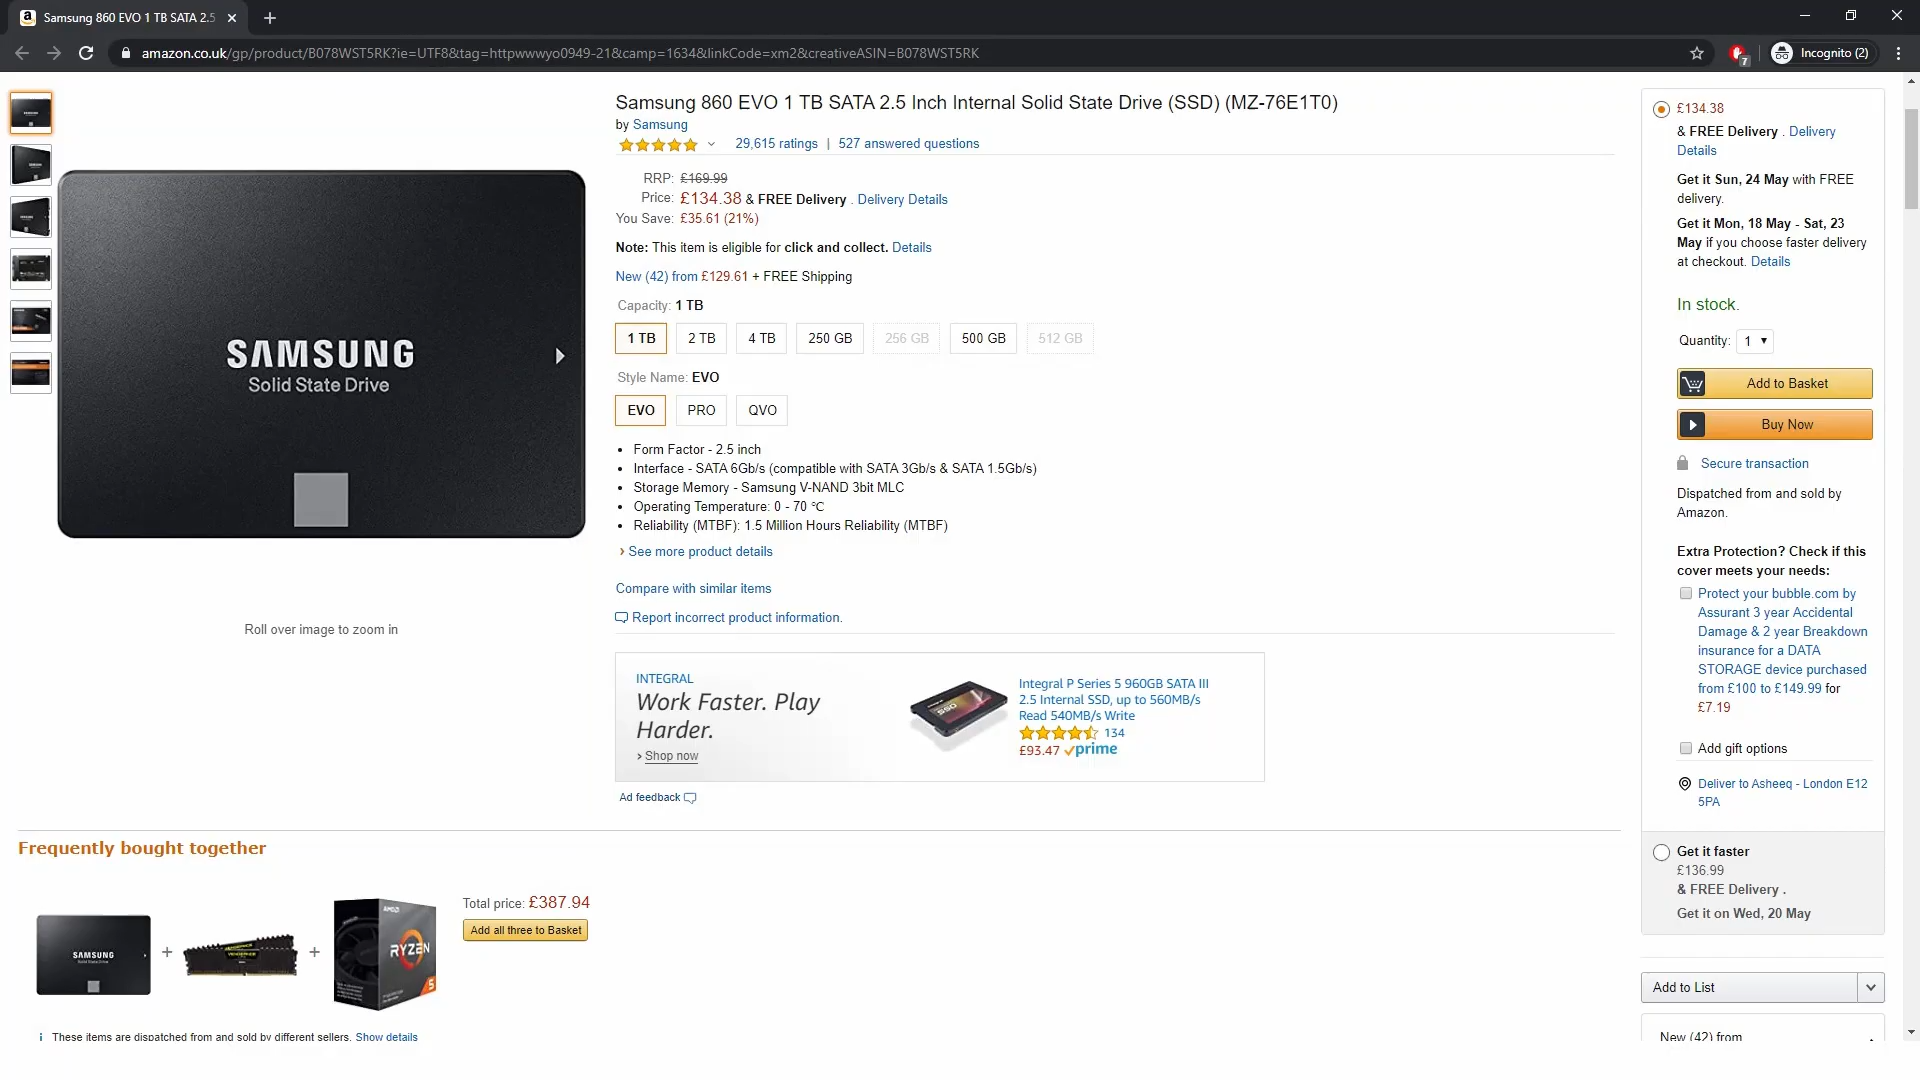 Samsung 860 EVO 1 TB SATA 2.5
amazon.co.uk/gp/product/B078WST5RK?ie=UTF8&tag=httpwwwyo0949-21&camp=1634&linkCode=xm2&creativeASIN=B078WST5RK
7
Incognito (2)
Samsung 860 EVO 1 TB SATA 2.5 Inch Internal Solid State Drive (SSD) (MZ-76E1T0)
by Samsung
29,615 ratings | 527 answered questions
RRP: £169.99
Price: £134.38 & FREE Delivery . Delivery Details
You Save: £35.61 (21%)
Note: This item is eligible for click and collect. Details
New (42) from £129.61 + FREE Shipping
Capacity: 1 TB
1 TB 2 TB 4 TB 250 GB 256 GB 500 GB 512 GB
Style Name: EVO
EVO PRO QVO
• Form Factor - 2.5 inch
• Interface - SATA 6Gb/s (compatible with SATA 3Gb/s & SATA 1.5Gb/s)
• Storage Memory - Samsung V-NAND 3bit MLC
• Operating Temperature: 0 - 70 ℃
• Reliability (MTBF): 1.5 Million Hours Reliability (MTBF)
› See more product details
Compare with similar items
Report incorrect product information.
SAMSUNG
Solid State Drive
Roll over image to zoom in
INTEGRAL
Work Faster. Play
Harder.
› Shop now
SSD
Integral P Series 5 960GB SATA III
2.5 Internal SSD, up to 560MB/s
Read 540MB/s Write
134
£93.47 prime
Ad feedback
£134.38
& FREE Delivery . Delivery
Details
Get it Sun, 24 May with FREE
delivery.
Get it Mon, 18 May - Sat, 23
May if you choose faster delivery
at checkout. Details
In stock.
Quantity: 1
Add to Basket
Buy Now
Secure transaction
Dispatched from and sold by
Amazon.
Extra Protection? Check if this
cover meets your needs:
Protect your bubble.com by
Assurant 3 year Accidental
Damage & 2 year Breakdown
insurance for a DATA
STORAGE device purchased
from £100 to £149.99 for
£7.19
Add gift options
Deliver to Asheeq - London E12
5PA
Get it faster
£136.99
& FREE Delivery .
Get it on Wed, 20 May
Add to List
New (42) from
Frequently bought together
SAMSUNG
+
VENGEANCE
+
AMD
RYZEN
5
Total price: £387.94
Add all three to Basket
i These items are dispatched from and sold by different sellers. Show details